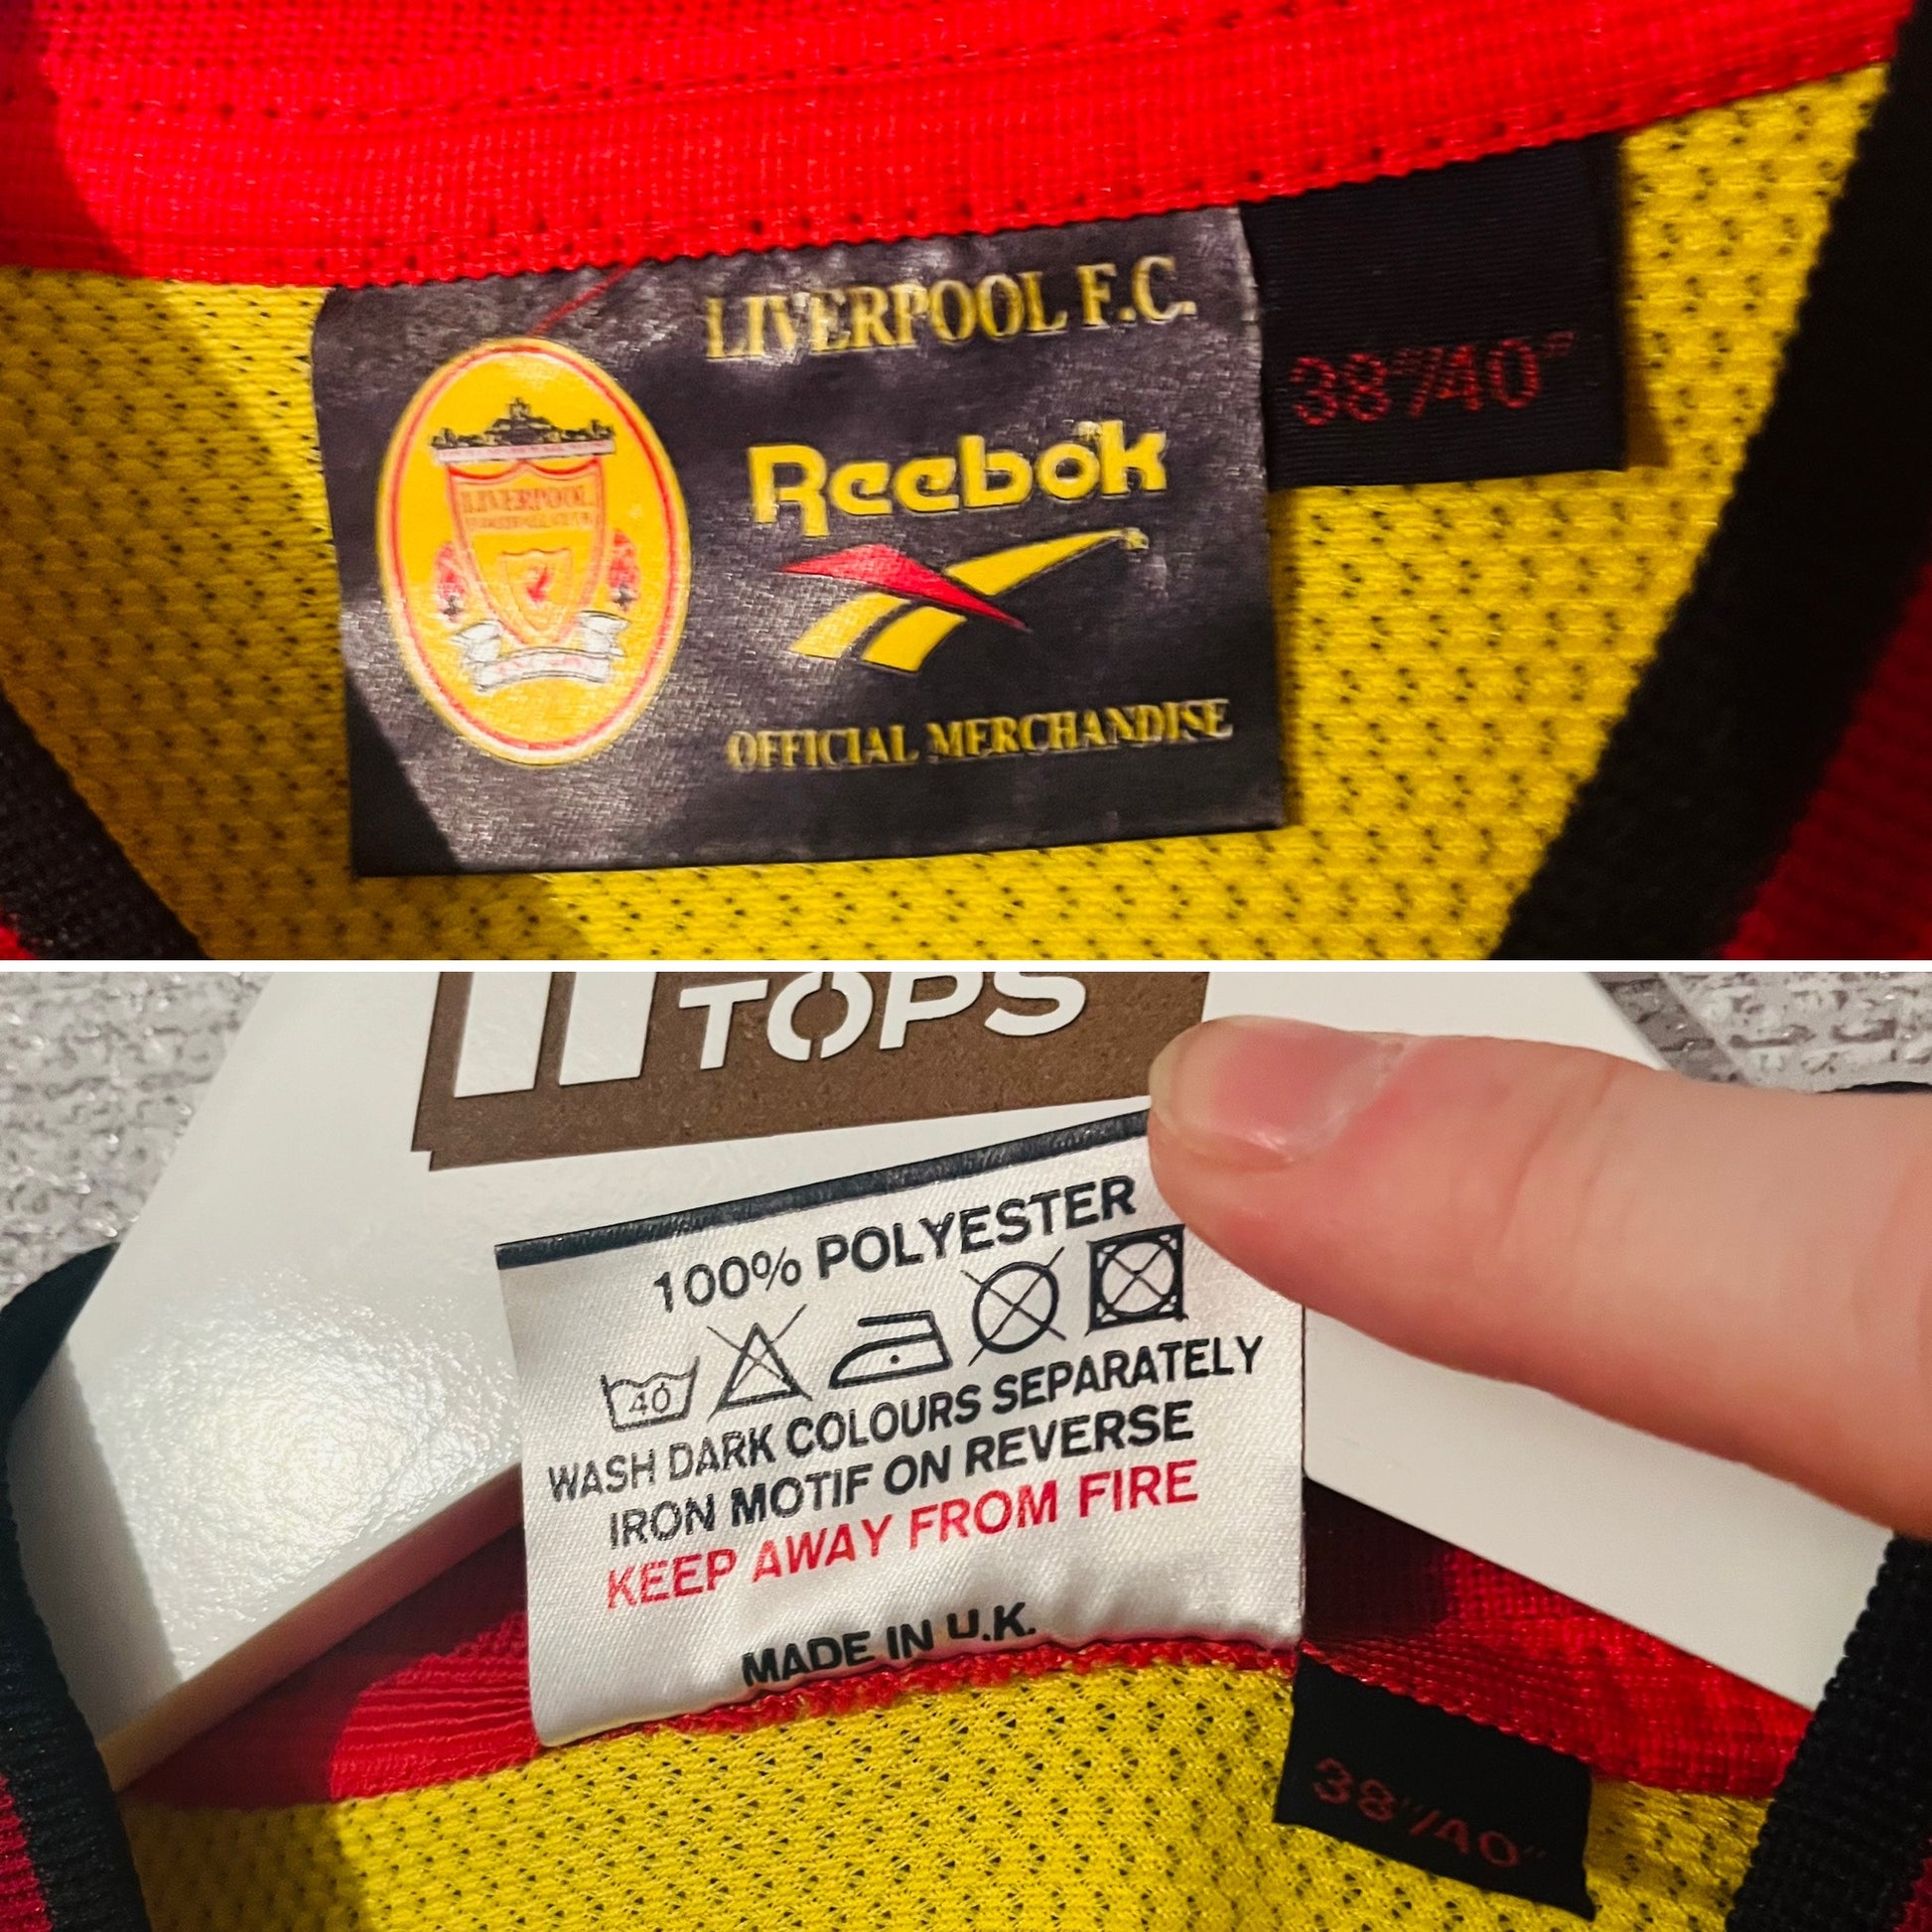 LIVERPOOL F.C.
LIVERPOOL
Reebok
38"/40"
OFFICIAL MERCHANDISE
TOPS
100% POLYESTER
40
WASH DARK COLOURS SEPARATELY
IRON MOTIF ON REVERSE
KEEP AWAY FROM FIRE
MADE IN U.K.
38"/40"